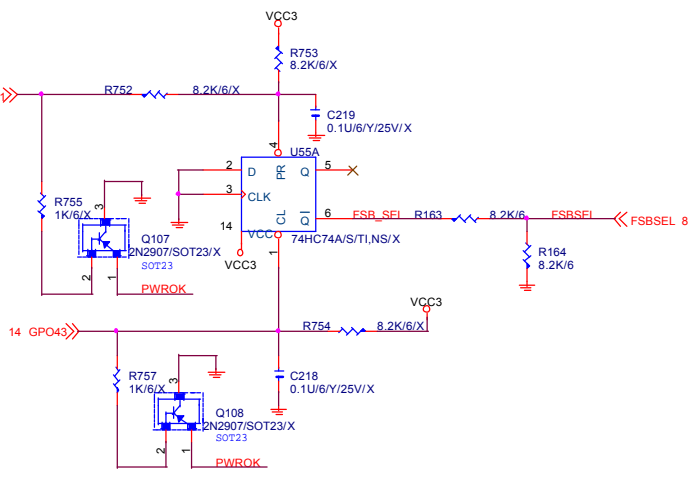 VCC3
R753
8.2K/6/X
R752 8.2K/6/X
C219
0.1U/6/Y/25V/X
4
U55A
2 D PR Q 5
3 CLK
R755
1K/6/X
3
CL Q 6 FSB_SEL R163 8.2K/6 FSBSEL FSBSEL 8
14
VCC
74HC74A/S/TI,NS/X
Q107
2N2907/SOT23/X
SOT23
VCC3
1
R164
8.2K/6
2 1
PWROK
VCC3
14 GPO43
R754 8.2K/6/X
R757
1K/6/X
3
C218
0.1U/6/Y/25V/X
Q108
2N2907/SOT23/X
SOT23
2 1
PWROK